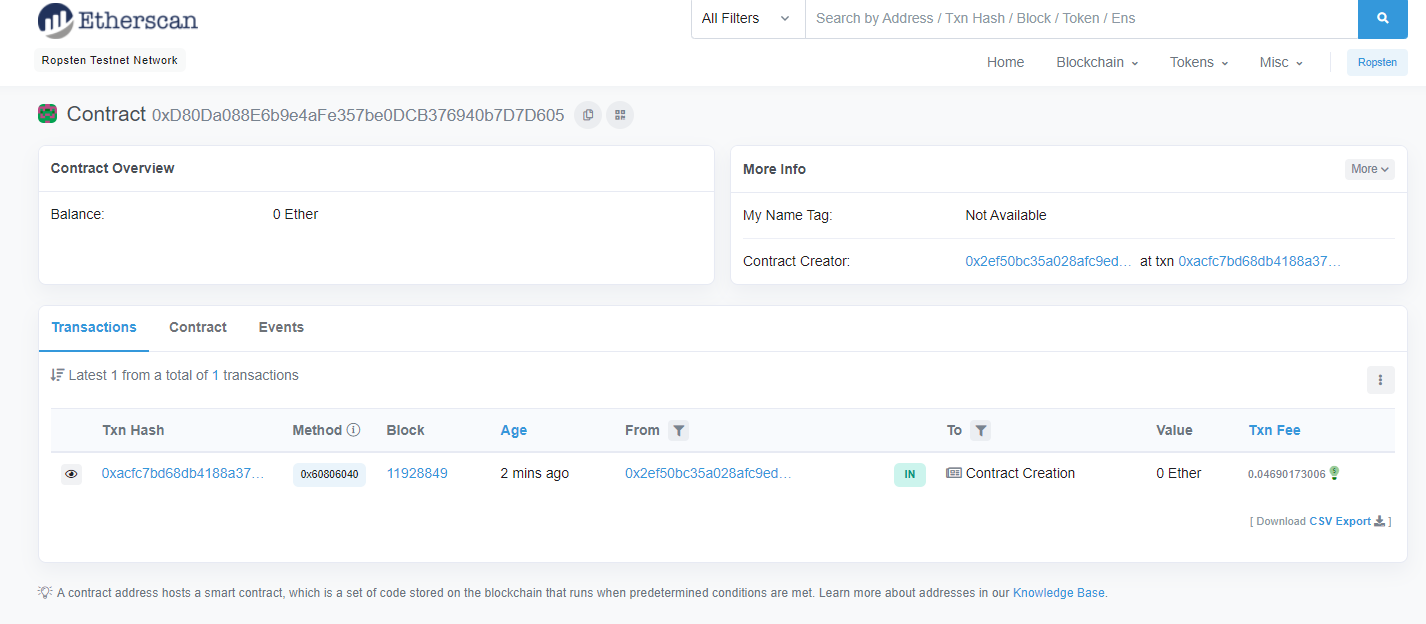 Etherscan
All Filters
Search by Address / Txn Hash / Block / Token / Ens
Ropsten Testnet Network
Home Blockchain Tokens Misc Ropsten
Contract 0xD80Da088E6b9e4aFe357be0DCB376940b7D7D605
Contract Overview
Balance: 0 Ether
More Info More
My Name Tag: Not Available
Contract Creator: 0x2ef50bc35a028afc9ed... at txn 0xacfc7bd68db4188a37...
Transactions Contract Events
Latest 1 from a total of 1 transactions
Txn Hash Method Block Age From To Value Txn Fee
0xacfc7bd68db4188a37... 0x60806040 11928849 2 mins ago 0x2ef50bc35a028afc9ed... IN Contract Creation 0 Ether 0.04690173006
[ Download CSV Export ]
A contract address hosts a smart contract, which is a set of code stored on the blockchain that runs when predetermined conditions are met. Learn more about addresses in our Knowledge Base.